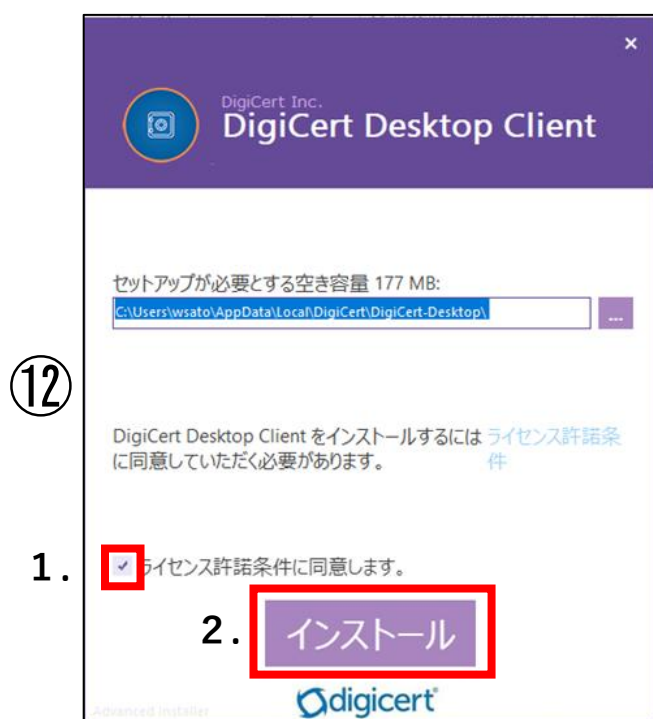 ×
DigiCert Inc.
DigiCert Desktop Client
セットアップが必要とする空き容量 177 MB:
C:\Users\wsato\AppData\Local\DigiCert\DigiCert-Desktop\
...
⑫
DigiCert Desktop Client をインストールするには ライセンス許諾条
に同意していただく必要があります。 件
1. ライセンス許諾条件に同意します。
2. インストール
digicert
Advanced Installer